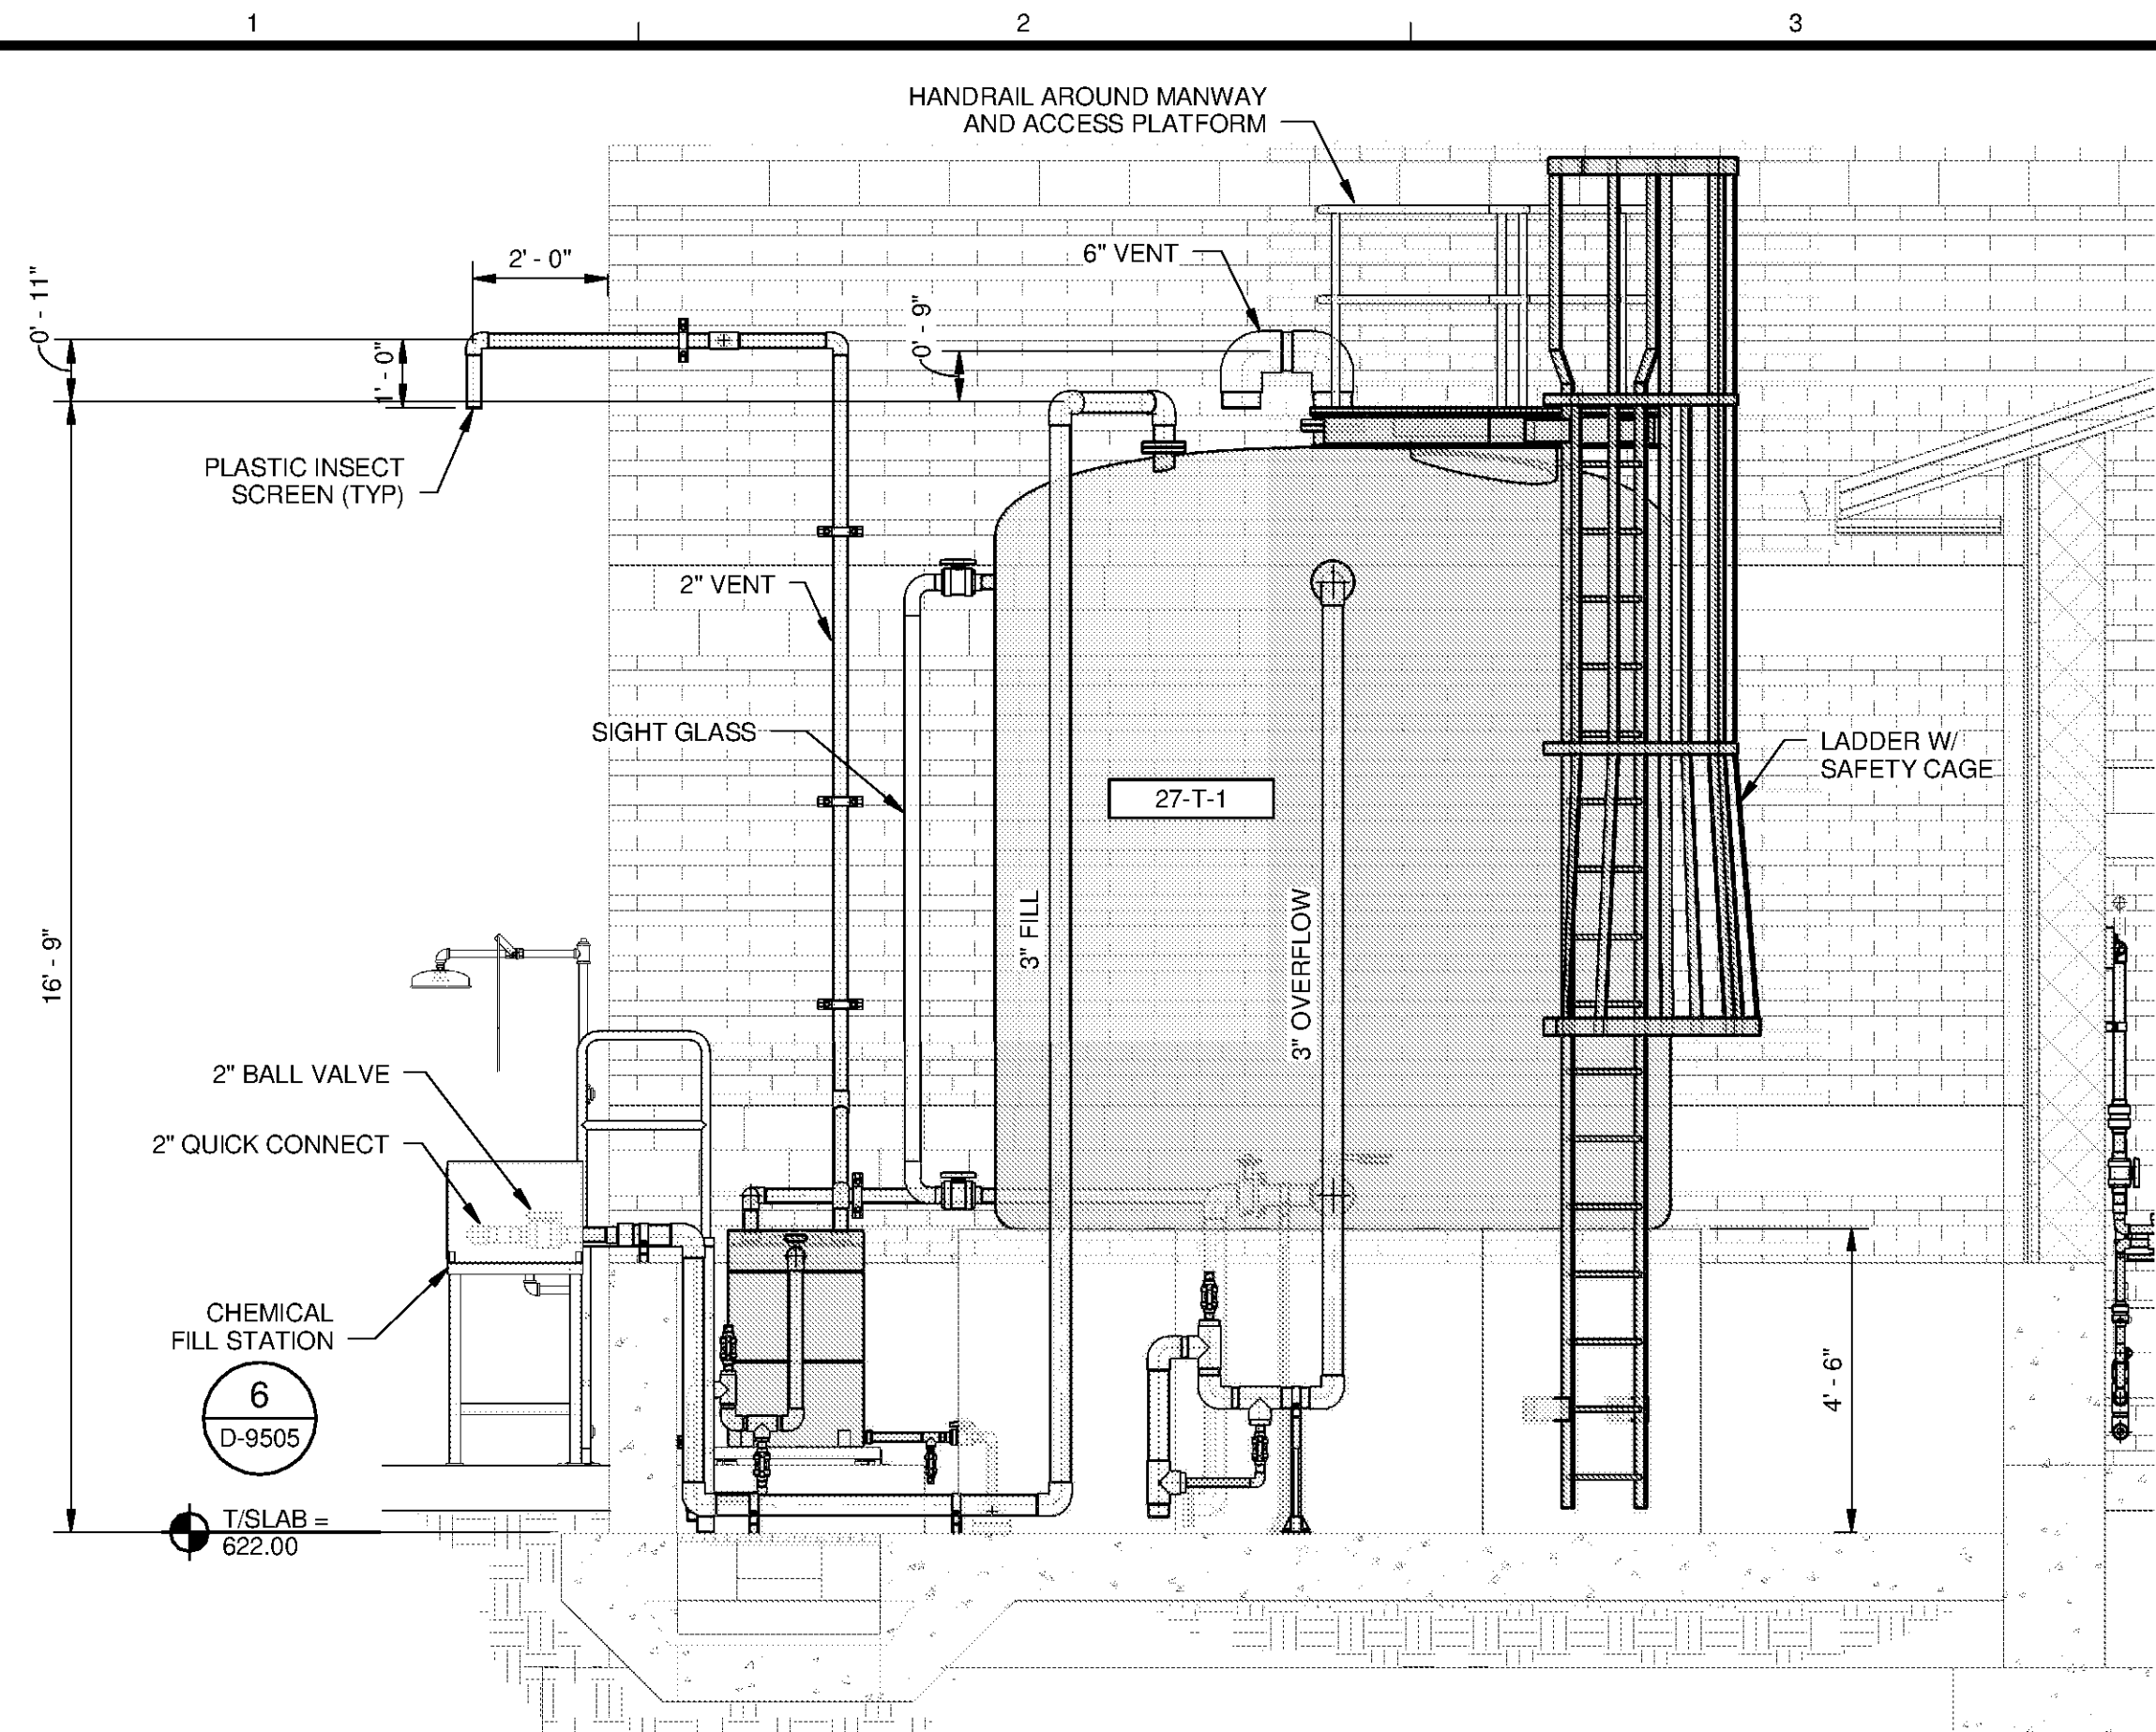 1
2
3
HANDRAIL AROUND MANWAY
AND ACCESS PLATFORM
6" VENT
2' - 0"
0' - 11"
0' - 9"
1' - 0"
PLASTIC INSECT
SCREEN (TYP)
2" VENT
SIGHT GLASS
LADDER W/
SAFETY CAGE
27-T-1
3" FILL
3" OVERFLOW
16' - 9"
2" BALL VALVE
2" QUICK CONNECT
CHEMICAL
FILL STATION
6
D-9505
4' - 6"
T/SLAB =
622.00